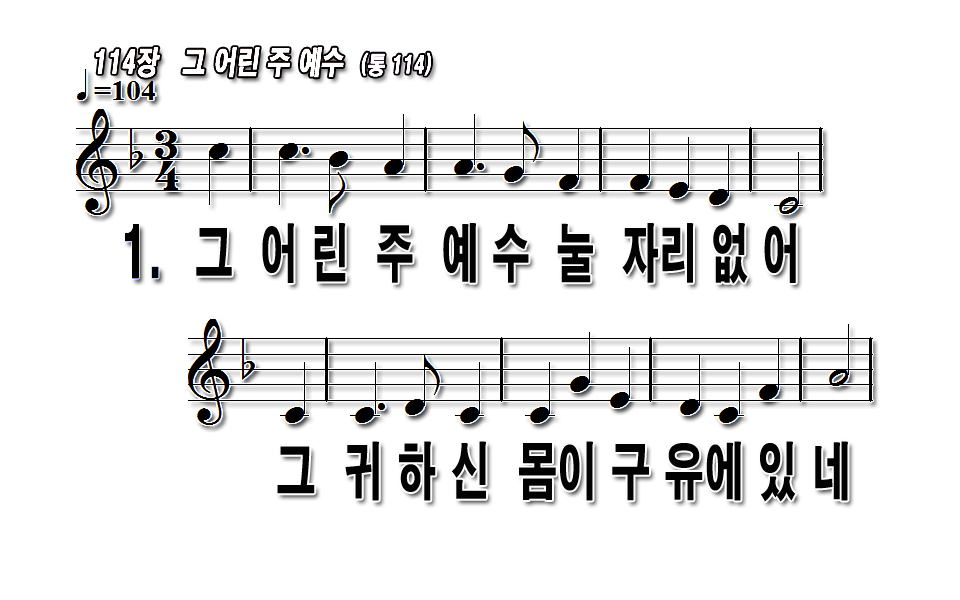 114장 그 어린 주 예수 (통 114)
♩=104
3/4
1. 그 어 린 주 예 수 눌 자리 없 어
그 귀 하 신 몸이 구 유에 있 네